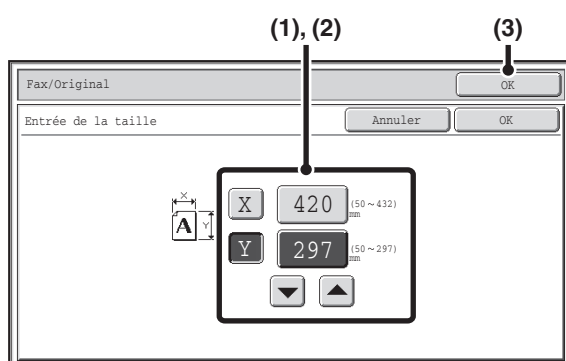 (1), (2) (3)
Fax/Original OK
Entrée de la taille Annuler OK
X
A Y
X 420 (50~432) mm
Y 297 (50~297) mm